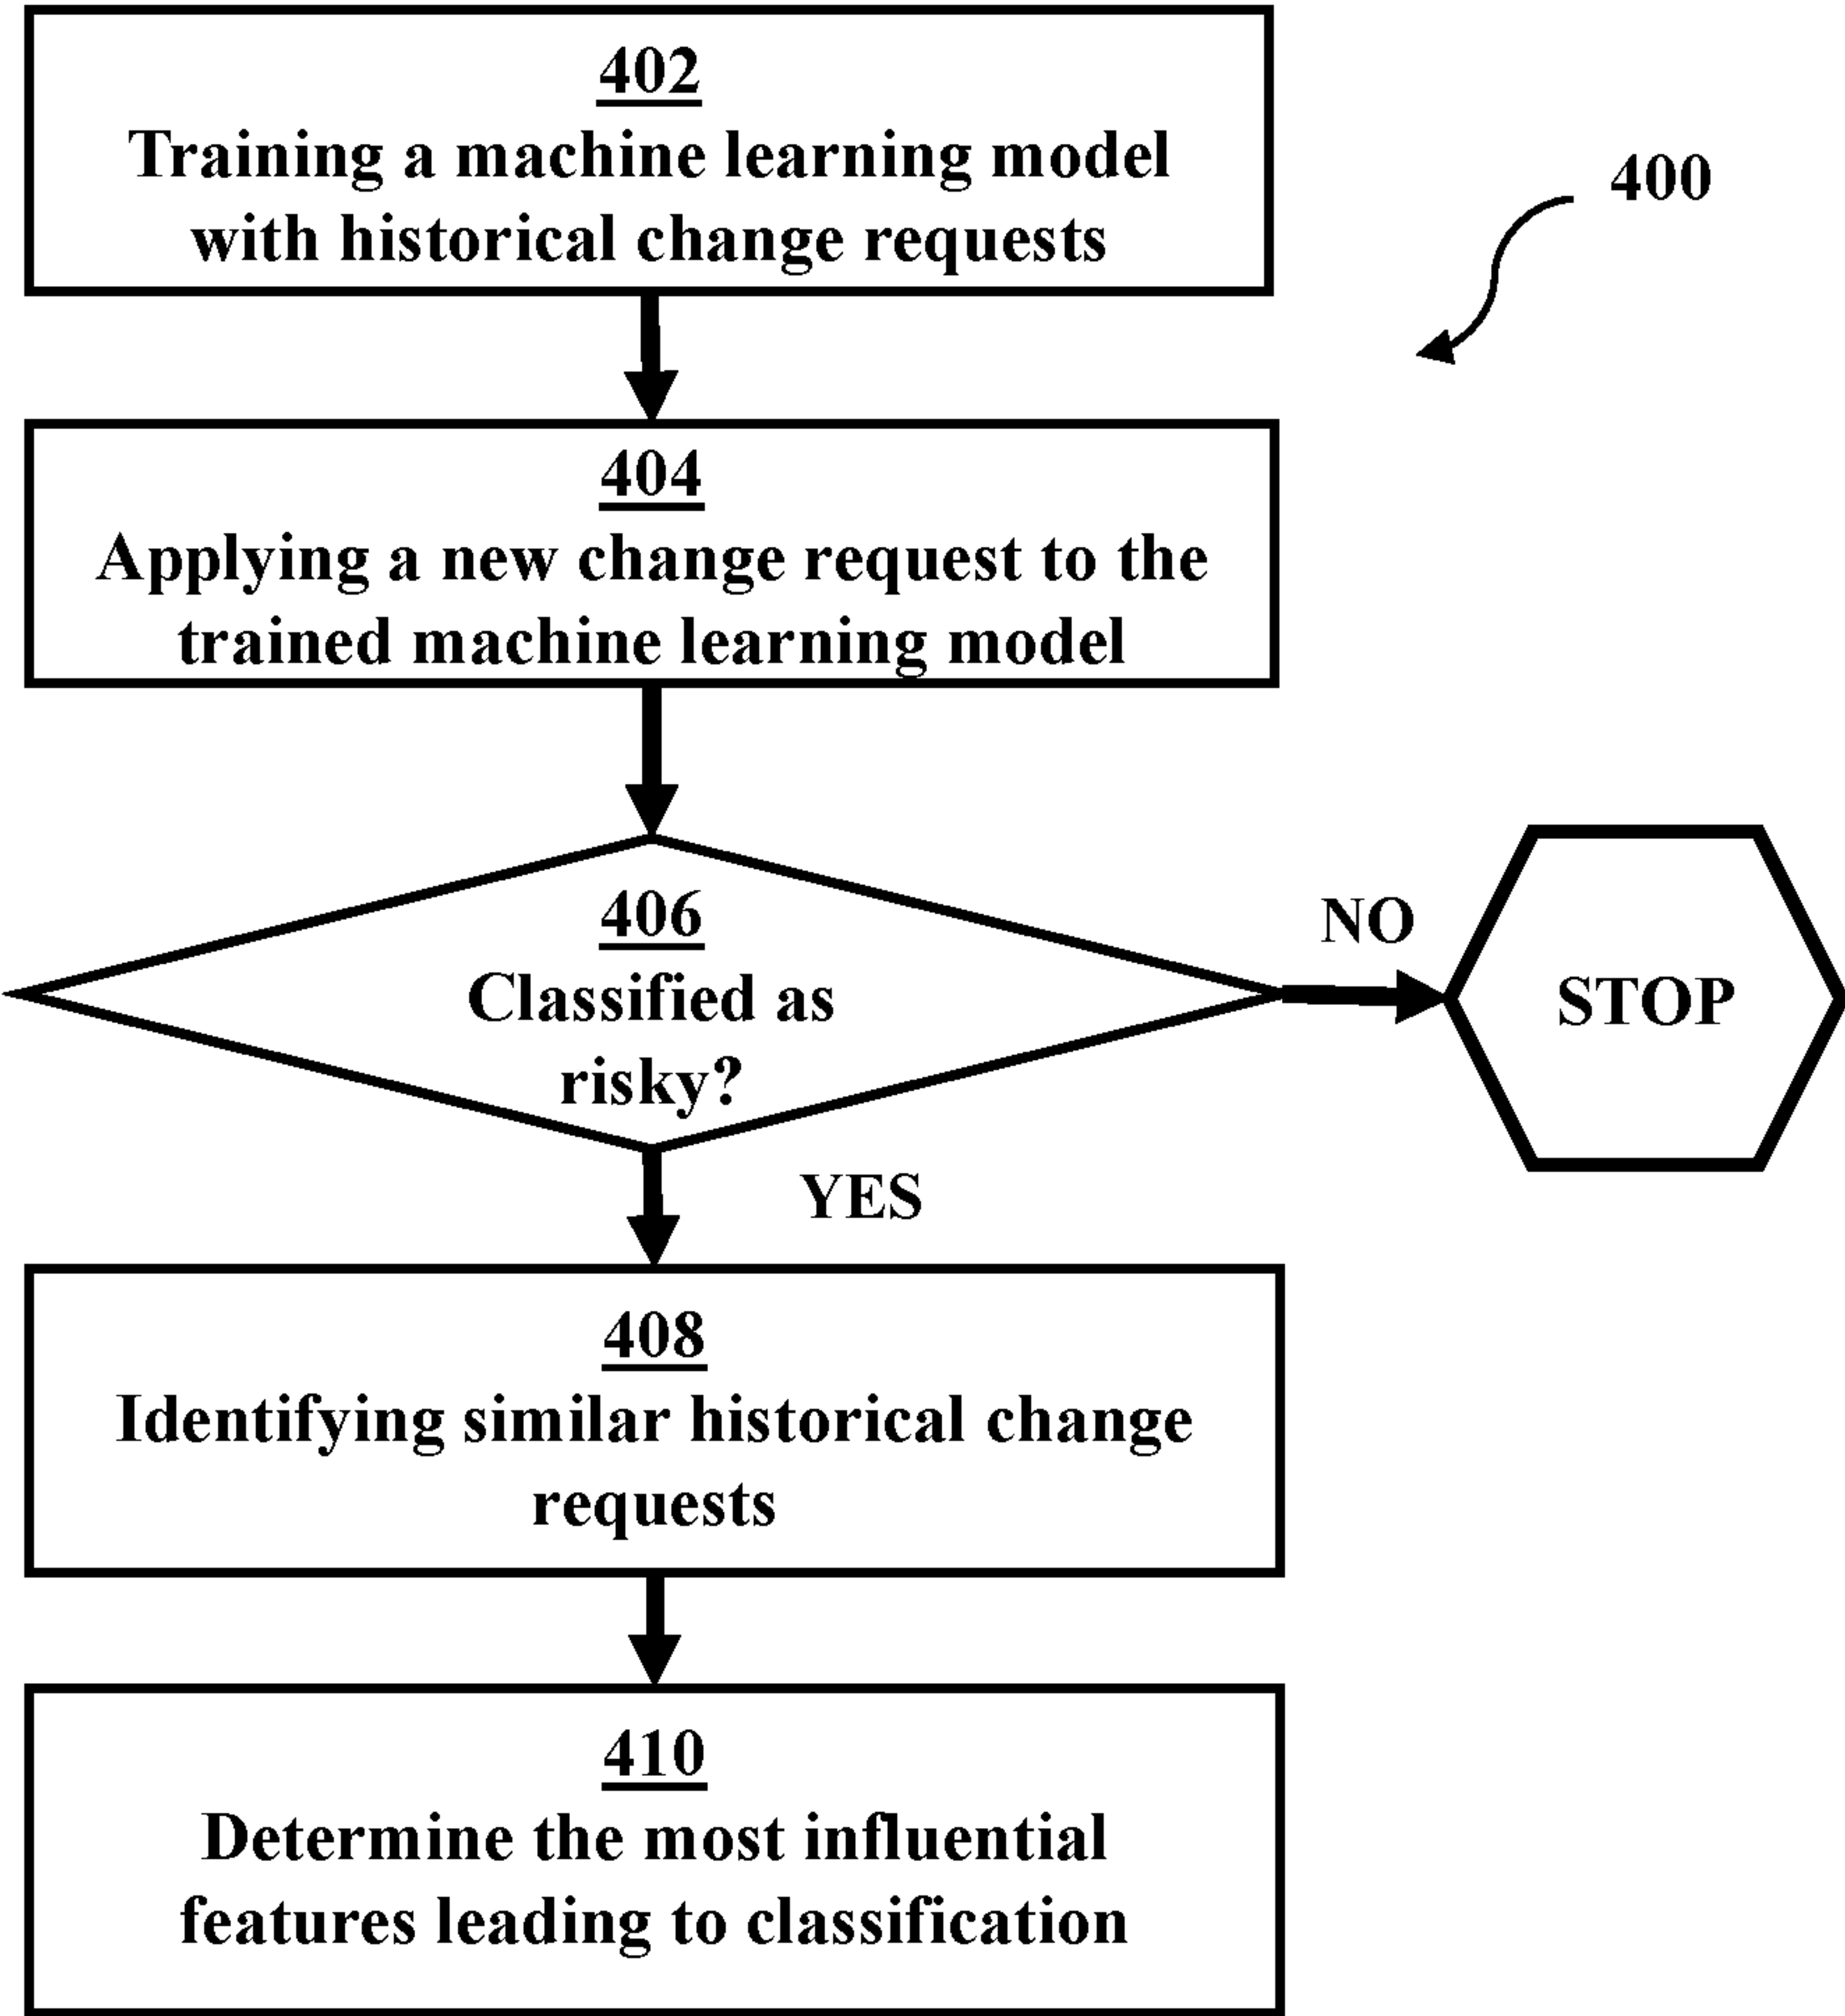 402
Training a machine learning model
with historical change requests
400
404
Applying a new change request to the
trained machine learning model
406
Classified as
risky?
NO
STOP
YES
408
Identifying similar historical change
requests
410
Determine the most influential
features leading to classification